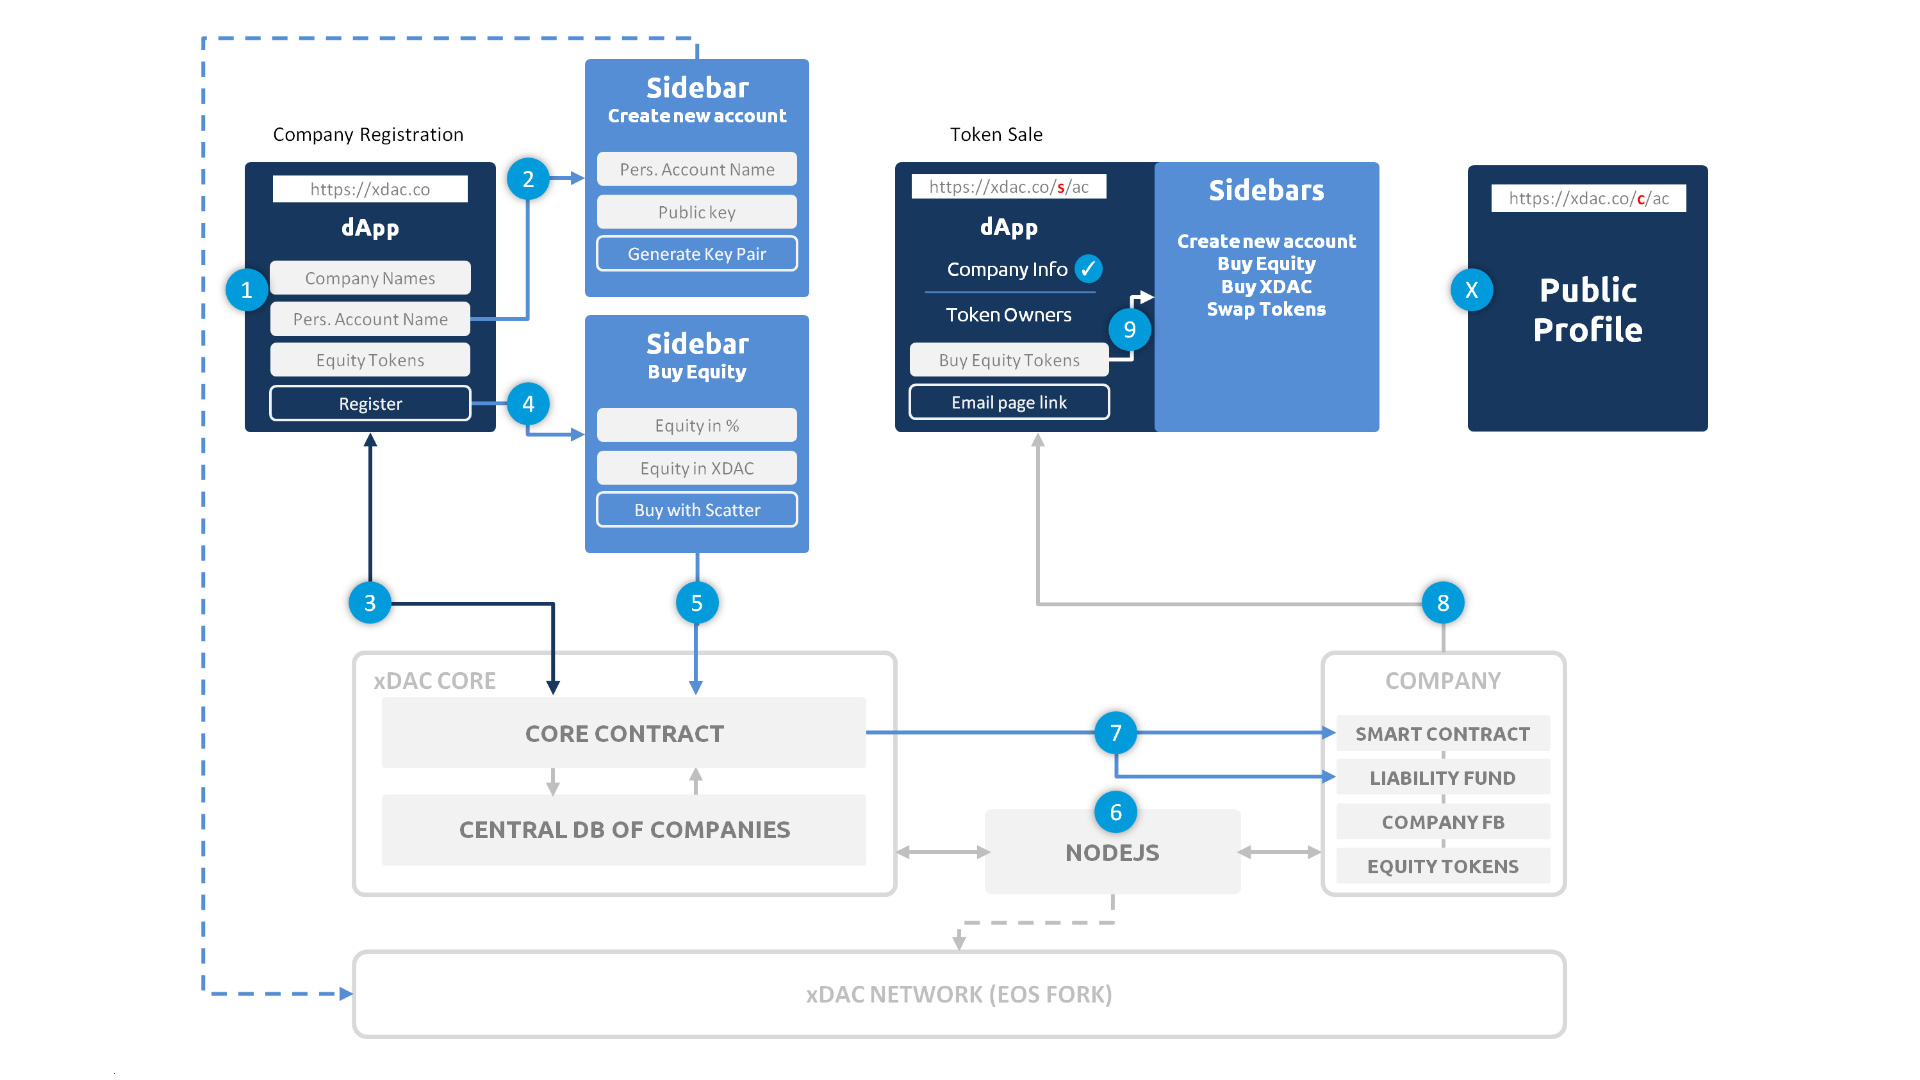 Company Registration
https://xdac.co
dApp
1
Company Names
Pers. Account Name
Equity Tokens
Register
2
Sidebar
Create new account
Pers. Account Name
Public key
Generate Key Pair
4
Sidebar
Buy Equity
Equity in %
Equity in XDAC
Buy with Scatter
Token Sale
https://xdac.co/s/ac
dApp
Company Info ✓
Token Owners
Buy Equity Tokens
Email page link
9
Sidebars
Create new account
Buy Equity
Buy XDAC
Swap Tokens
https://xdac.co/c/ac
X
Public
Profile
3
5
8
xDAC CORE
CORE CONTRACT
CENTRAL DB OF COMPANIES
7
6
NODEJS
COMPANY
SMART CONTRACT
LIABILITY FUND
COMPANY FB
EQUITY TOKENS
xDAC NETWORK (EOS FORK)